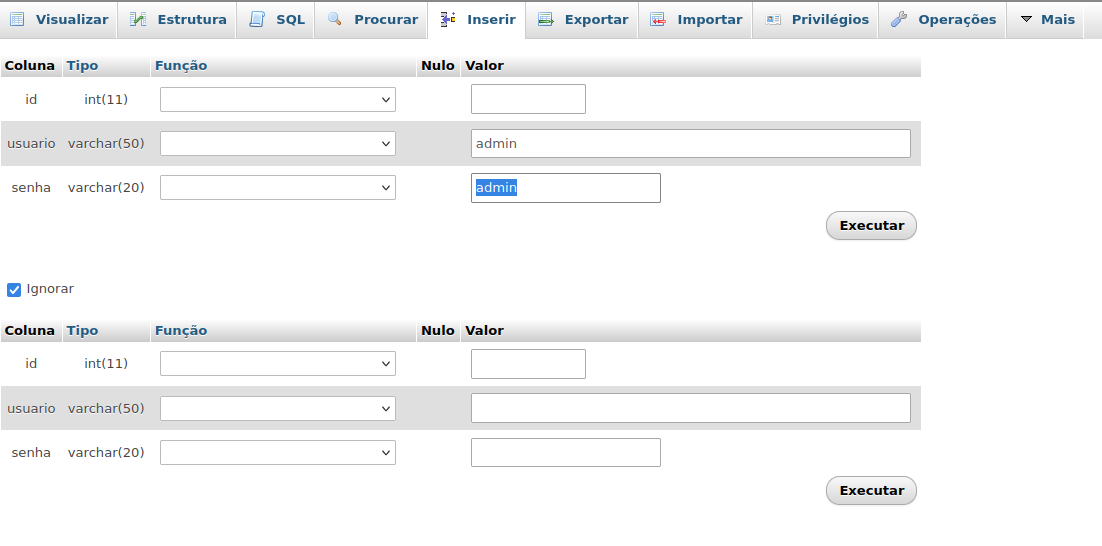 Visualizar Estrutura SQL Procurar Inserir Exportar Importar Privilégios Operações Mais
Coluna Tipo Função Nulo Valor
id int(11)
usuario varchar(50) admin
senha varchar(20) admin
Executar
Ignorar
Coluna Tipo Função Nulo Valor
id int(11)
usuario varchar(50)
senha varchar(20)
Executar